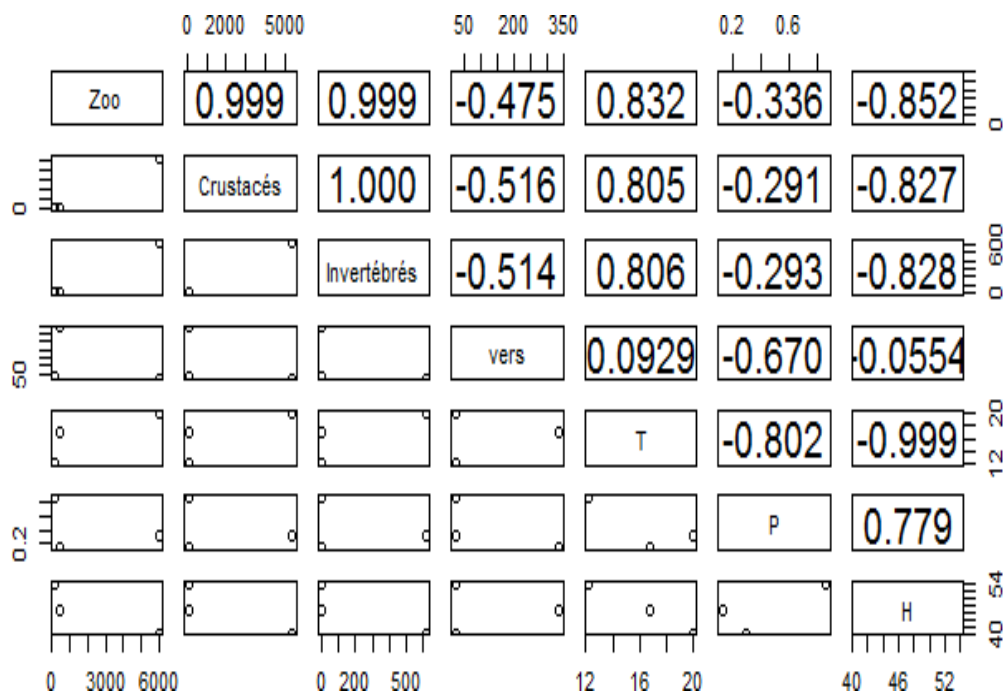 0 2000 5000 50 200 350 0.2 0.6
Zoo 0.999 0.999 -0.475 0.832 -0.336 -0.852 0
0 Crustacés 1.000 -0.516 0.805 -0.291 -0.827
Invertébrés -0.514 0.806 -0.293 -0.828 0 600
50 vers 0.0929 -0.670 -0.0554
T -0.802 -0.999 12 20
0.2 P 0.779
H 40 54
0 3000 6000 0 200 500 12 16 20 40 46 52